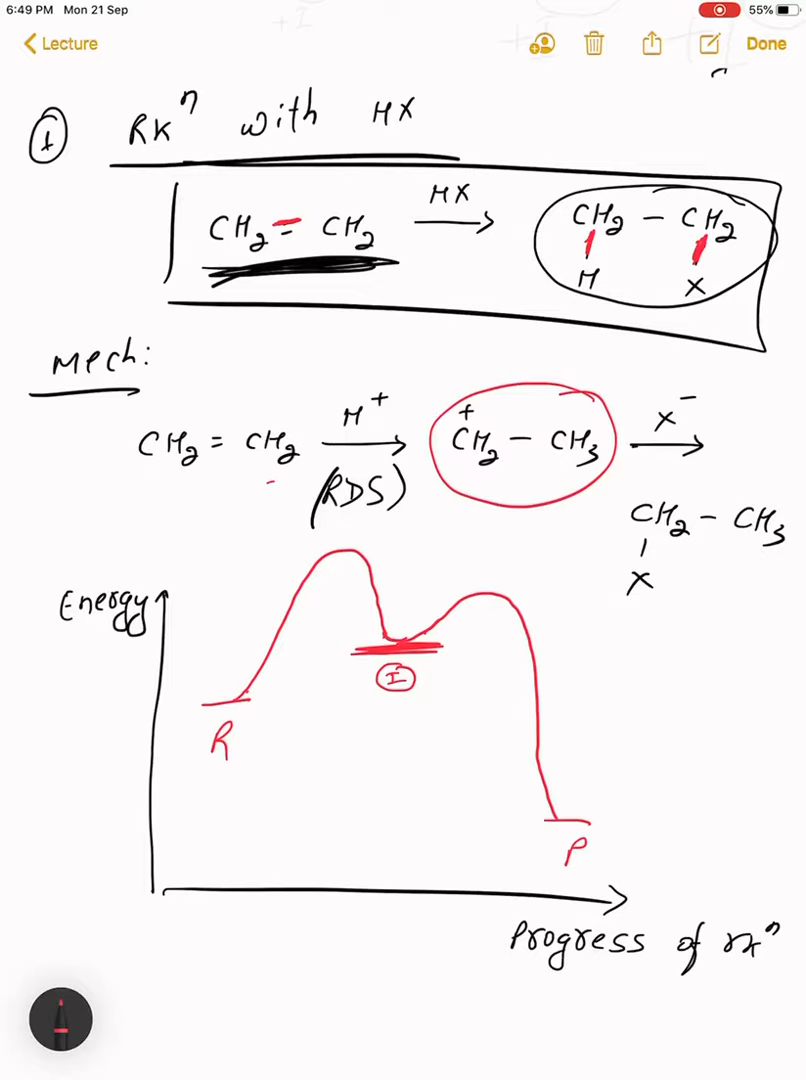 6:49 PM Mon 21 Sep 55%
Lecture Done
① RKⁿ with HX
CH₂ = CH₂ HX → CH₂ – CH₂
H X
Mech:
CH₂ = CH₂ H⁺ → (RDS) ⁺CH₂ – CH₃ X⁻ →
CH₂ – CH₃
X
Energy
I
R
P
Progress of rxⁿ